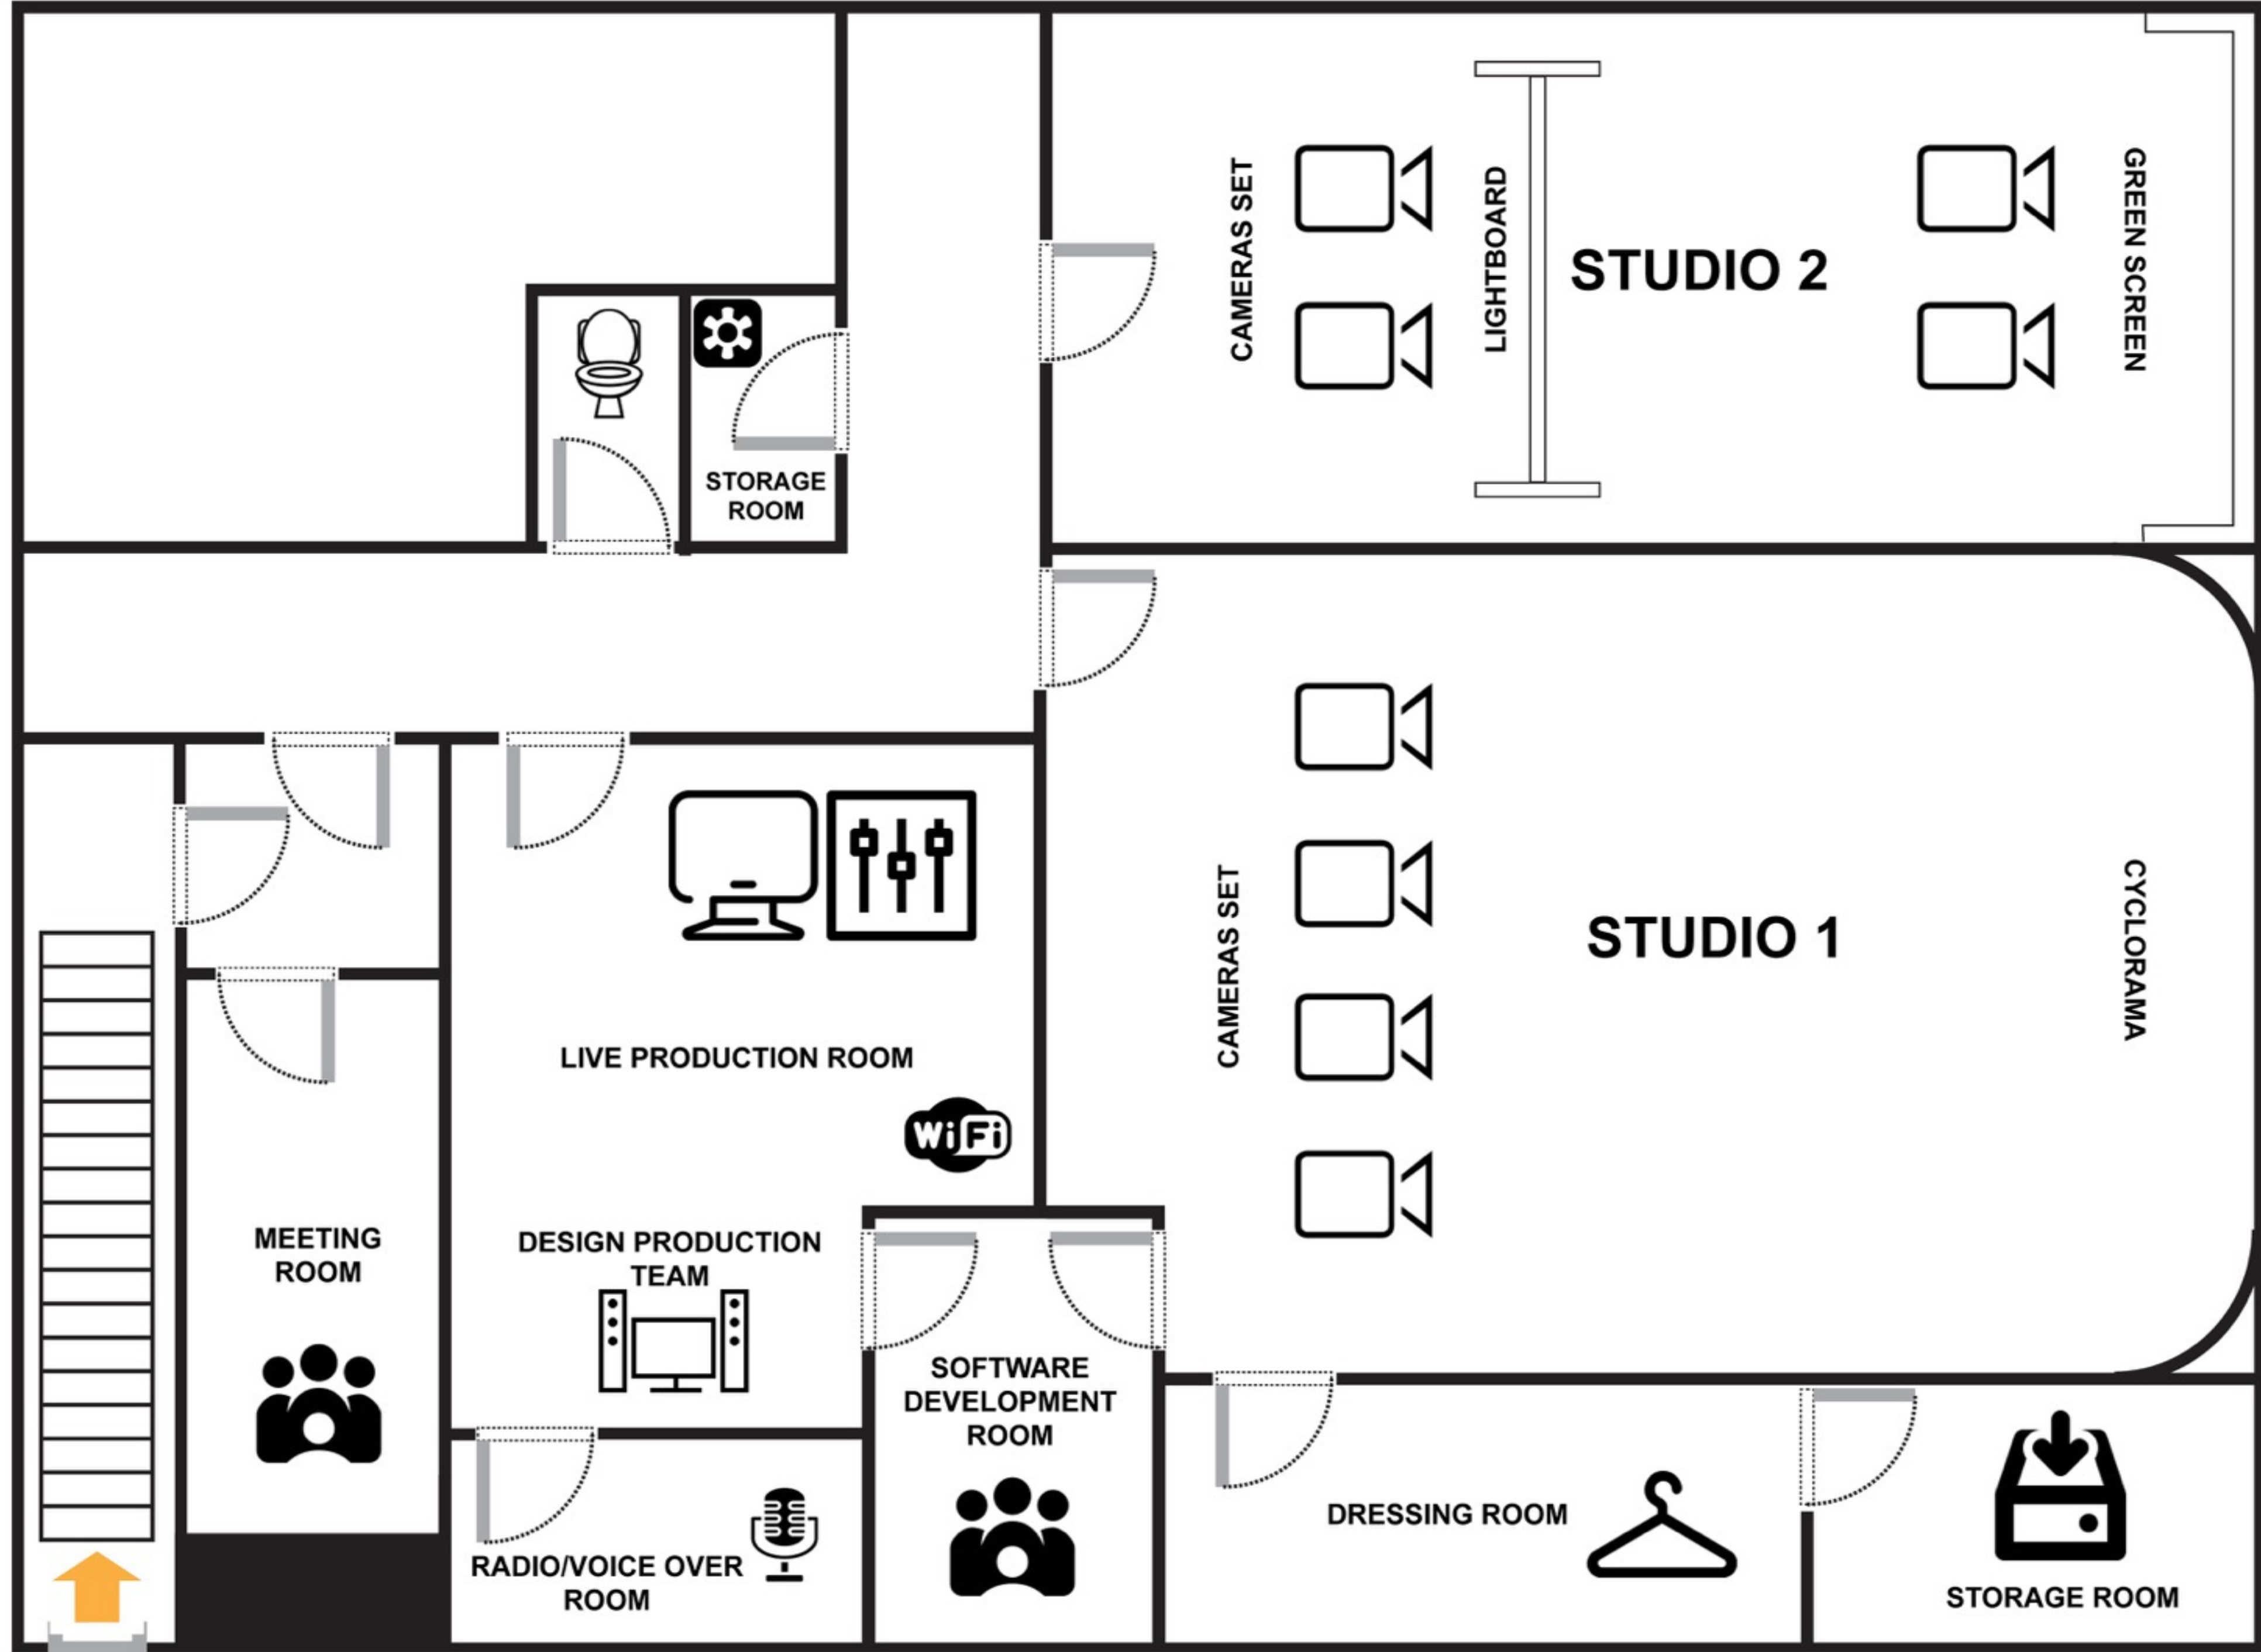 CAMERAS SET
LIGHTBOARD
STUDIO 2
GREEN SCREEN
STORAGE
ROOM
CAMERAS SET
STUDIO 1
CYCLORAMA
LIVE PRODUCTION ROOM
WiFi
MEETING
ROOM
DESIGN PRODUCTION
TEAM
SOFTWARE
DEVELOPMENT
ROOM
RADIO/VOICE OVER
ROOM
DRESSING ROOM
STORAGE ROOM